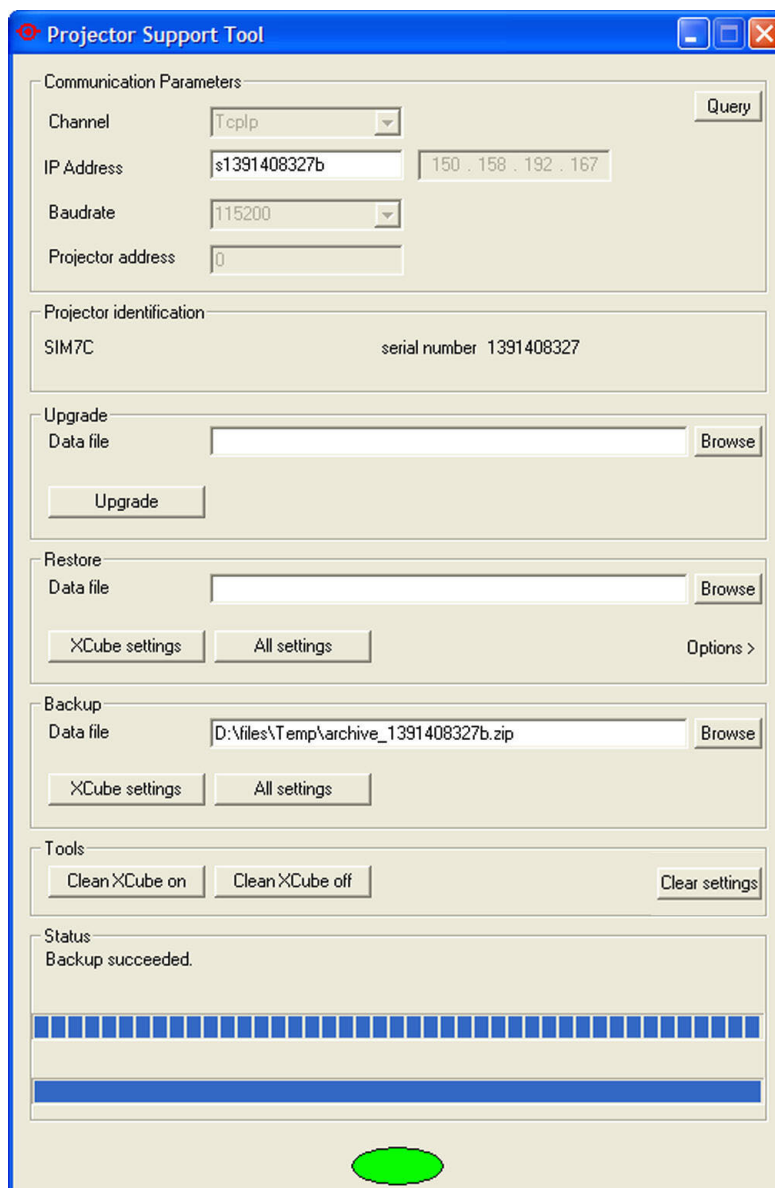 Projector Support Tool
Communication Parameters
Query
Channel TcpIp
IP Address s1391408327b 150 . 158 . 192 . 167
Baudrate 115200
Projector address 0
Projector identification
SIM7C serial number 1391408327
Upgrade
Data file Browse
Upgrade
Restore
Data file Browse
XCube settings All settings Options >
Backup
Data file D:\files\Temp\archive_1391408327b.zip Browse
XCube settings All settings
Tools
Clean XCube on Clean XCube off Clear settings
Status
Backup succeeded.